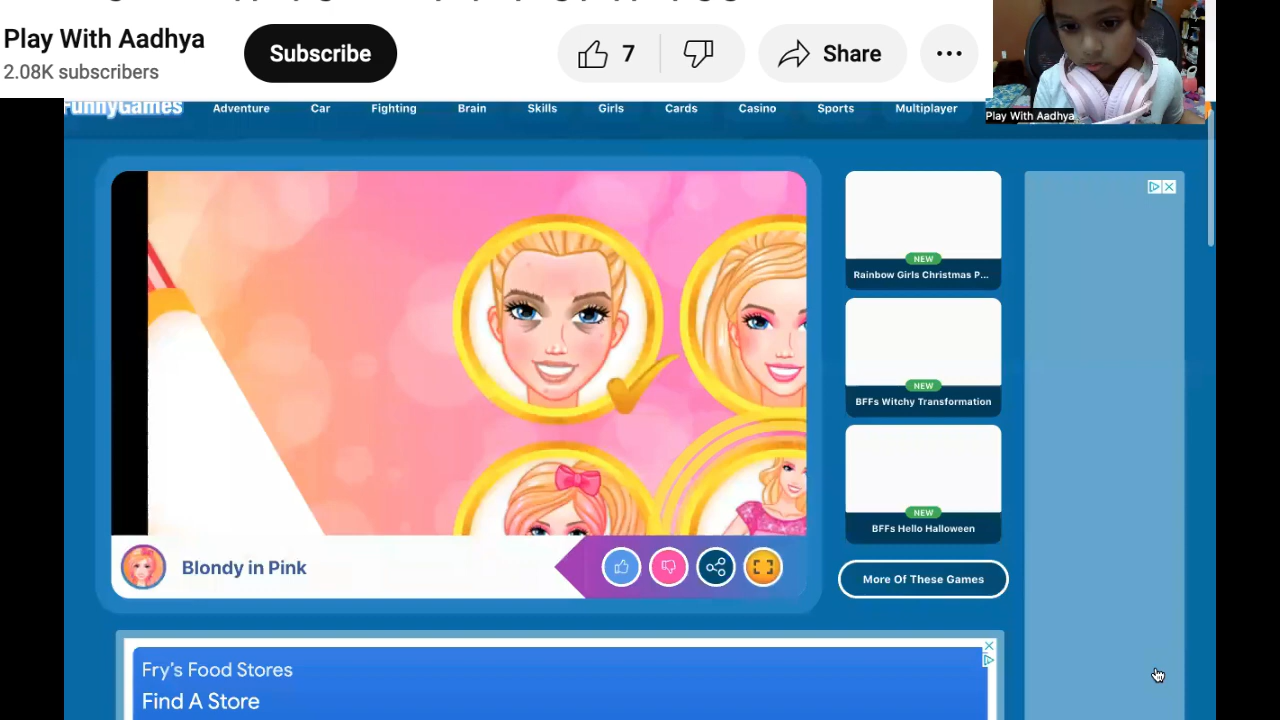 Play With Aadhya
2.08K subscribers
Subscribe
7
Share
Play With Aadhya
FunnyGames
Adventure
Car
Fighting
Brain
Skills
Girls
Cards
Casino
Sports
Multiplayer
NEW
Rainbow Girls Christmas P...
NEW
BFFs Witchy Transformation
NEW
BFFs Hello Halloween
More Of These Games
Blondy in Pink
Fry's Food Stores
Find A Store